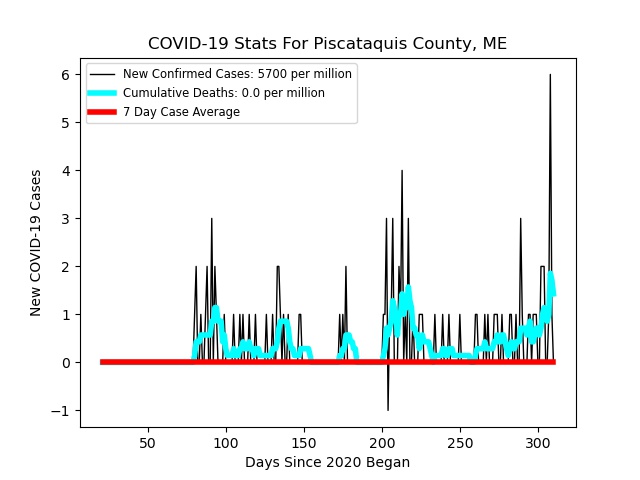 COVID-19 Stats For Piscataquis County, ME
New Confirmed Cases: 5700 per million
Cumulative Deaths: 0.0 per million
7 Day Case Average
New COVID-19 Cases
6
5
4
3
2
1
0
−1
50 100 150 200 250 300
Days Since 2020 Began